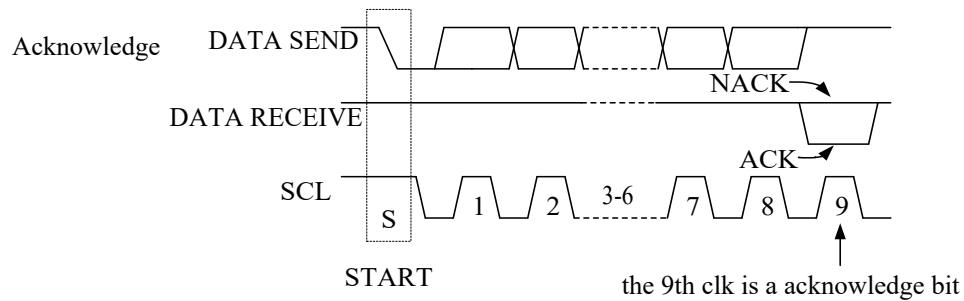 Acknowledge
DATA SEND
NACK
DATA RECEIVE
ACK
SCL
S
1
2
3-6
7
8
9
START
the 9th clk is a acknowledge bit